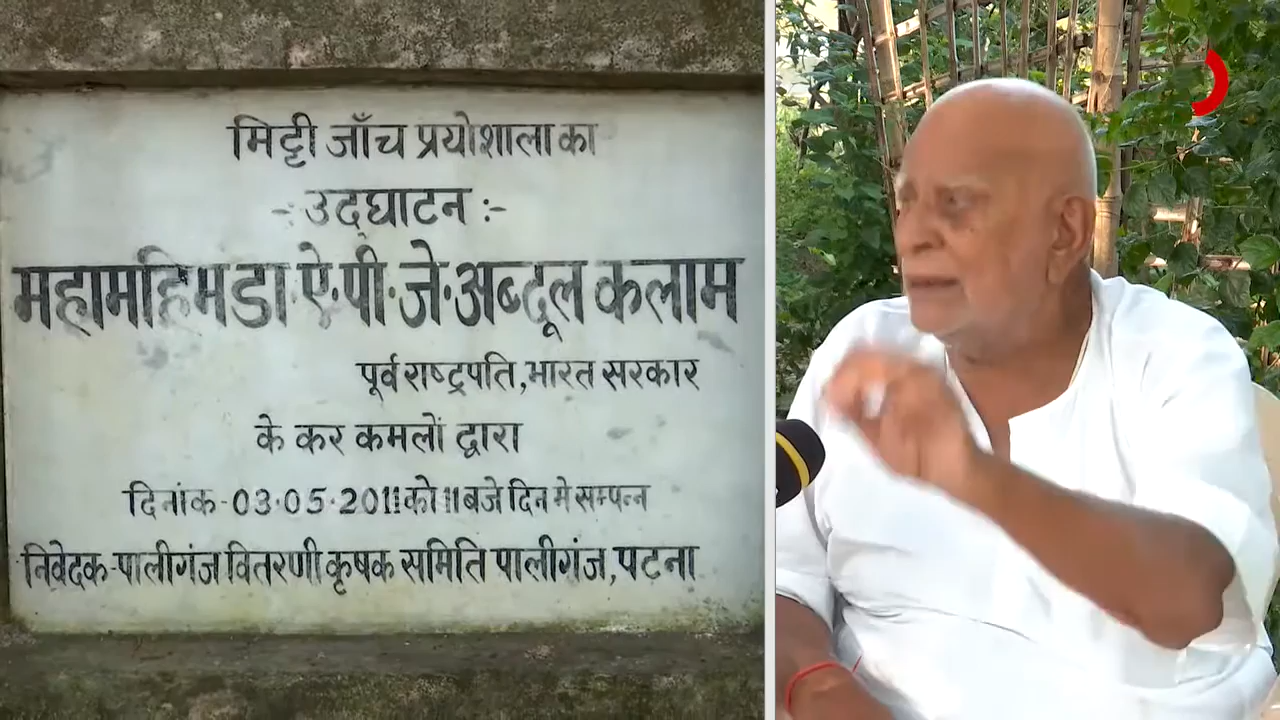 मिट्टी जाँच प्रयोशाला का
-: उद्घाटन :-
महामहिम डा· ऐ·पी·जे·अब्दूल कलाम
पूर्व राष्ट्रपति, भारत सरकार
के कर कमलों द्वारा
दिनांक-03·05·2011 को 11 बजे दिन मे सम्पन्न
निवेदक-पालीगंज वितरणी कृषक समिति पालीगंज, पटना